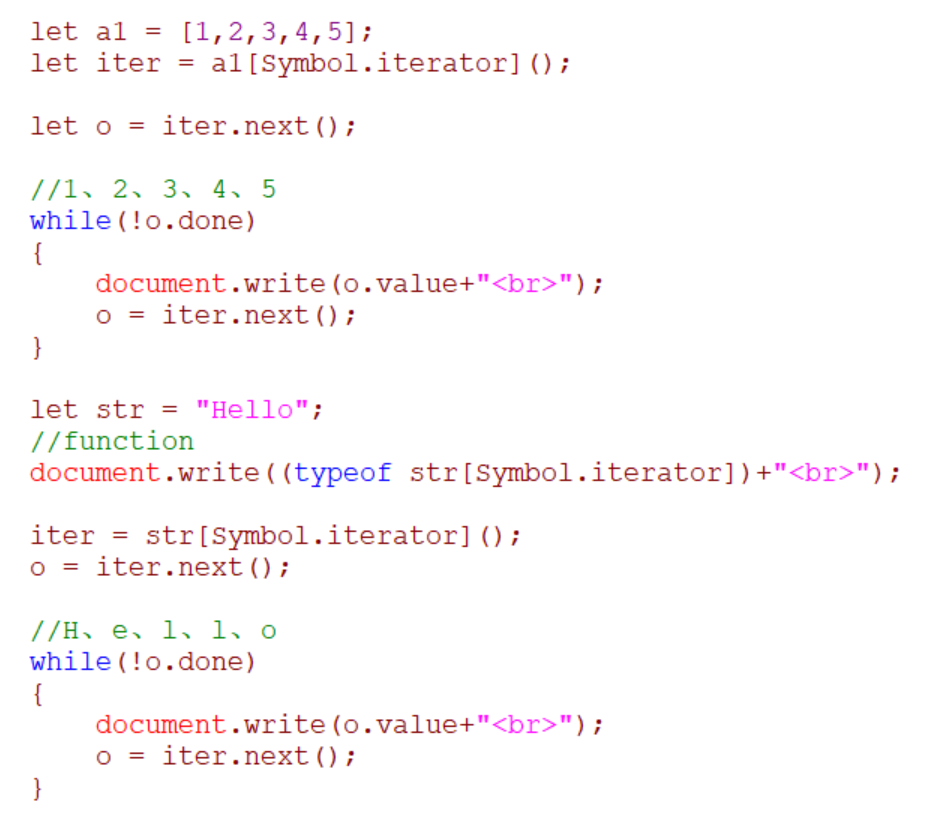 let a1 = [1,2,3,4,5];
let iter = a1[Symbol.iterator]();
let o = iter.next();
//1、2、3、4、5
while(!o.done)
{
document.write(o.value+"<br>");
o = iter.next();
}
let str = "Hello";
//function
document.write((typeof str[Symbol.iterator])+"<br>");
iter = str[Symbol.iterator]();
o = iter.next();
//H、e、l、l、o
while(!o.done)
{
document.write(o.value+"<br>");
o = iter.next();
}